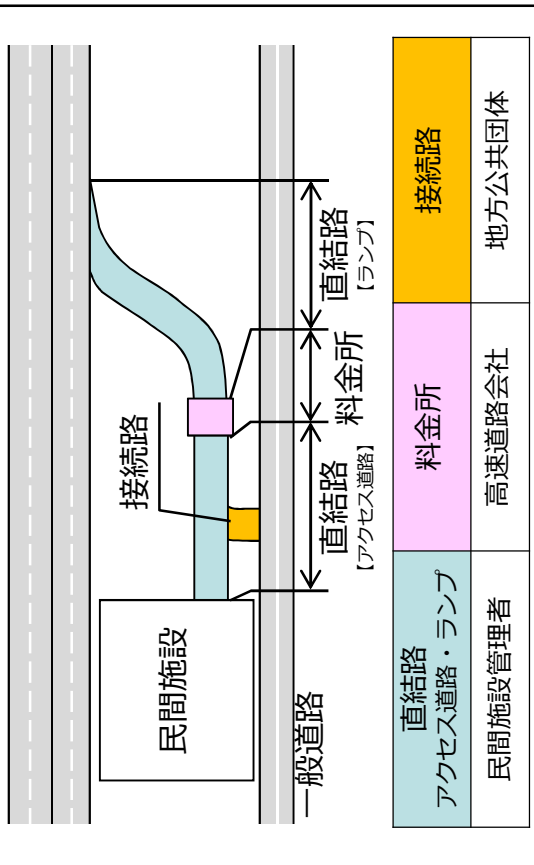 民間施設
接続路
直結路
【アクセス道路】
料金所
直結路
【ランプ】
一般道路
直結路
アクセス道路・ランプ
料金所
接続路
民間施設管理者
高速道路会社
地方公共団体